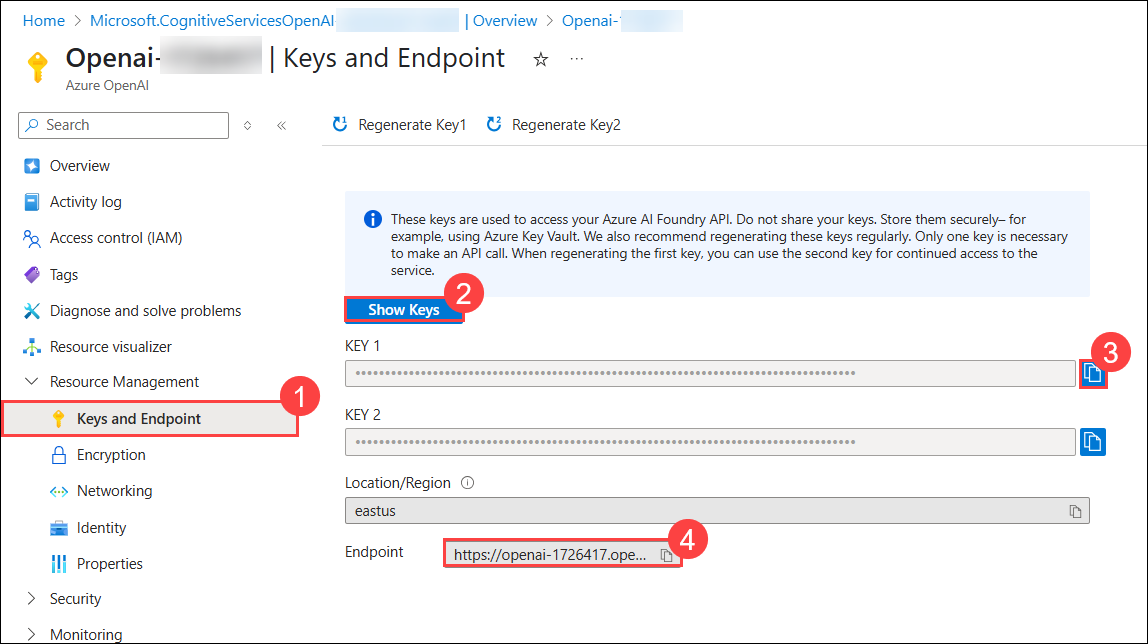 Home > Microsoft.CognitiveServicesOpenAI | Overview > Openai-
Openai- | Keys and Endpoint
Azure OpenAI
Search
Regenerate Key1
Regenerate Key2
Overview
Activity log
Access control (IAM)
Tags
Diagnose and solve problems
Resource visualizer
Resource Management
Keys and Endpoint
1
Encryption
Networking
Identity
Properties
Security
Monitoring
These keys are used to access your Azure AI Foundry API. Do not share your keys. Store them securely– for
example, using Azure Key Vault. We also recommend regenerating these keys regularly. Only one key is necessary
to make an API call. When regenerating the first key, you can use the second key for continued access to the
service.
Show Keys
2
KEY 1
3
KEY 2
Location/Region
eastus
Endpoint
https://openai-1726417.ope...
4